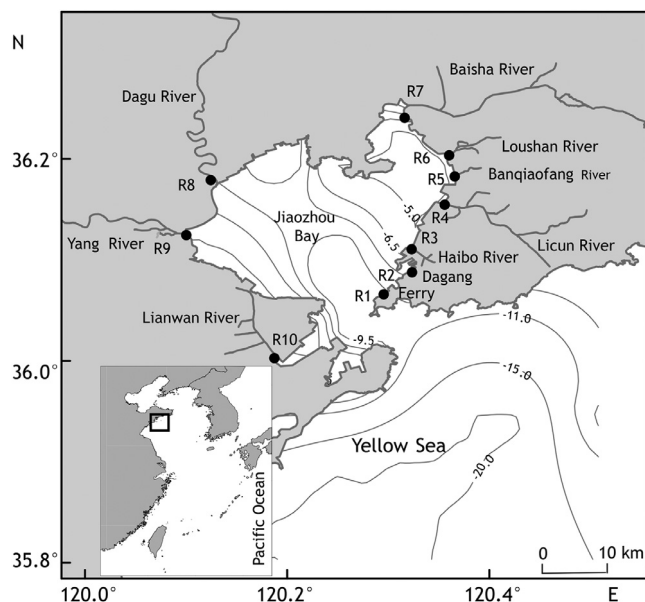 N
Baisha River
R7
Dagu River
36.2°
R6
Loushan River
R5
Banqiaofang River
R8
-5.0
R4
Jiaozhou
Bay
-6.5
Yang River
R9
R3
Licun River
Haibo River
R2
Dagang
R1
Ferry
Lianwan River
-11.0
R10
-9.5
36.0°
-15.0
Yellow Sea
-20.0
Pacific Ocean
0
10 km
35.8°
120.0°
120.2°
120.4°
E